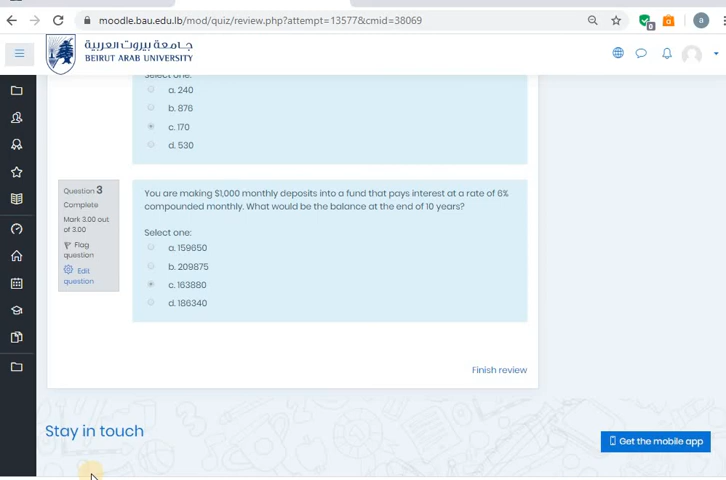 moodle.bau.edu.lb/mod/quiz/review.php?attempt=13577&cmid=38069
a
جامعة بيروت العربية
BEIRUT ARAB UNIVERSITY
Select one:
a. 240
b. 876
c. 170
d. 530
Question 3
Complete
Mark 3.00 out
of 3.00
Flag
question
Edit
question
You are making $1,000 monthly deposits into a fund that pays interest at a rate of 6%
compounded monthly. What would be the balance at the end of 10 years?
Select one:
a. 159650
b. 209875
c. 163880
d. 186340
Finish review
Stay in touch
Get the mobile app